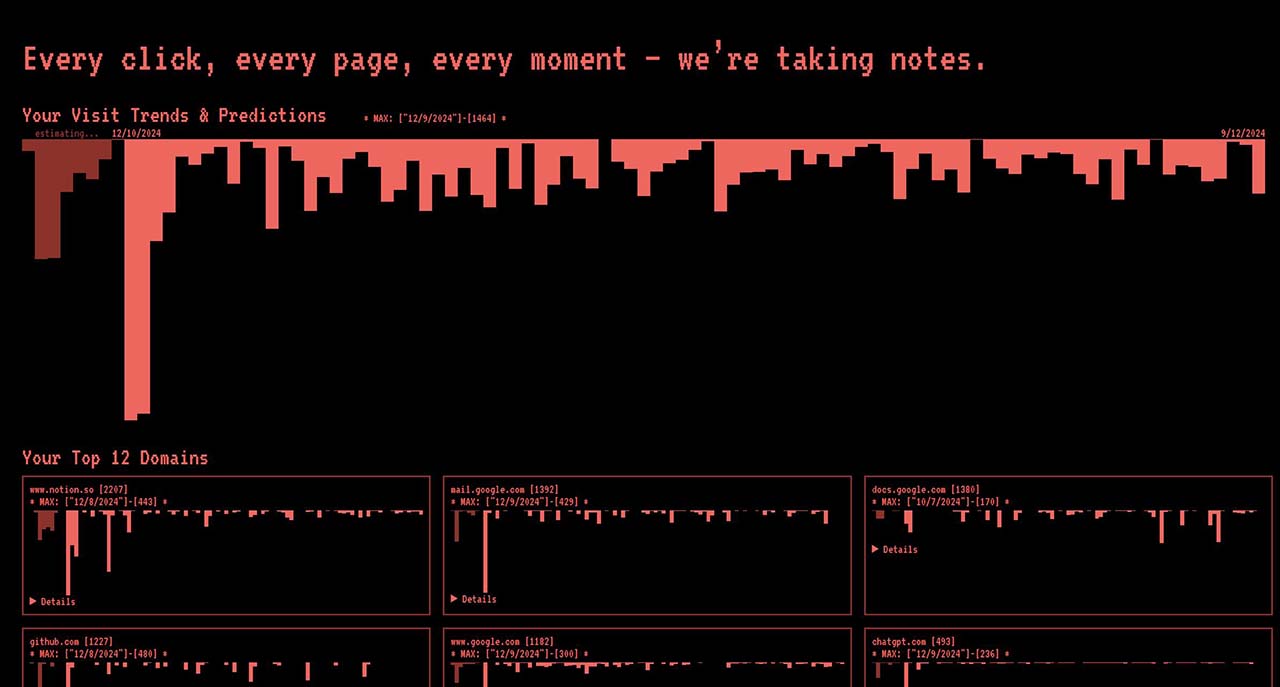 Every click, every page, every moment – we're taking notes.
Your Visit Trends & Predictions * MAX: ["12/9/2024"]-[1464] *
estimating... 12/10/2024 9/12/2024
Your Top 12 Domains
www.notion.so [2207]
* MAX: ["12/8/2024"]-[443] *
▶ Details
mail.google.com [1392]
* MAX: ["12/9/2024"]-[429] *
▶ Details
docs.google.com [1380]
* MAX: ["10/7/2024"]-[170] *
▶ Details
github.com [1227]
* MAX: ["12/8/2024"]-[480] *
www.google.com [1182]
* MAX: ["12/9/2024"]-[300] *
chatgpt.com [493]
* MAX: ["12/9/2024"]-[236] *